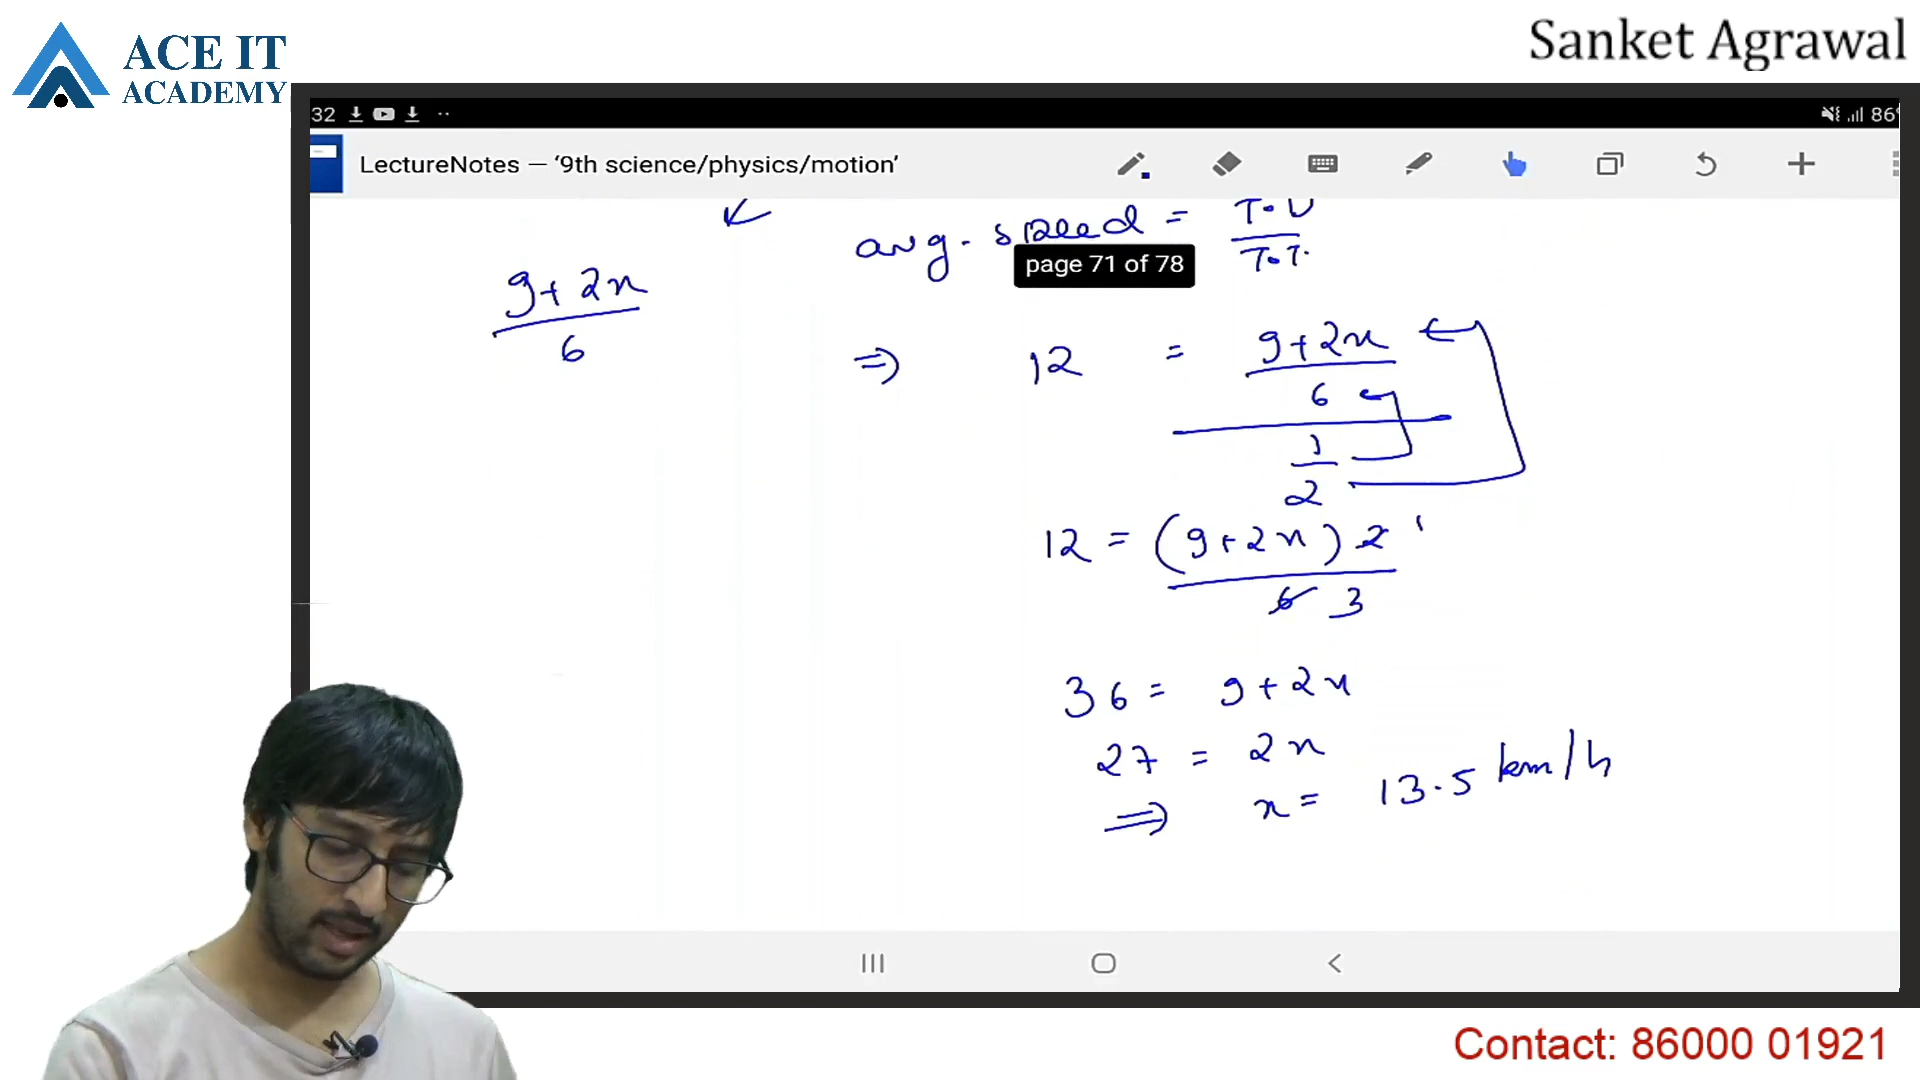 ACE IT
ACADEMY
Sanket Agrawal
32
86
LectureNotes — ‘9th science/physics/motion’
avg. speed = T.D
T.T.
page 71 of 78
9+2x
6
⇒ 12 = 9+2x
6
1
2
12 = (9+2x) 2 1
6 3
36 = 9+2x
27 = 2x
⇒ x = 13.5 km/h
Contact: 86000 01921